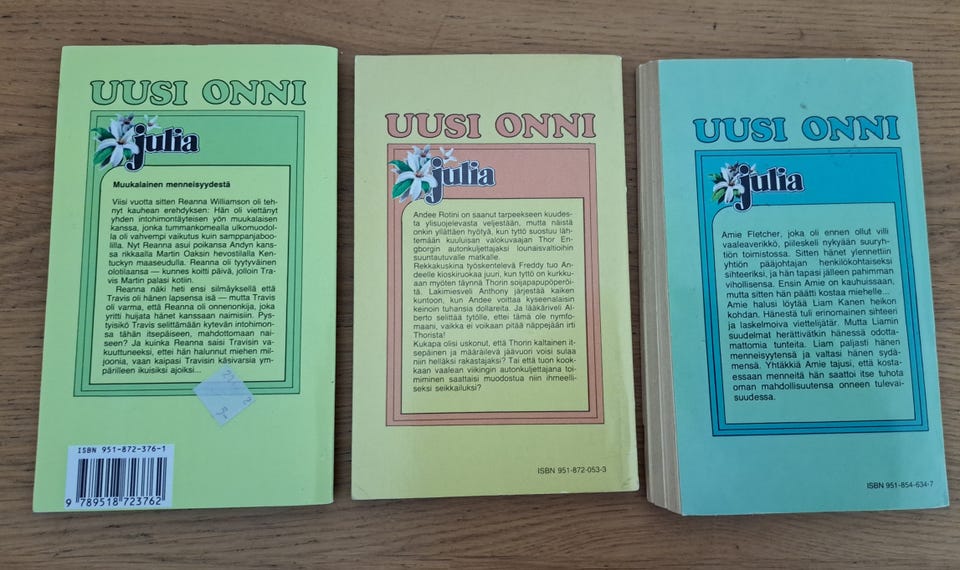 UUSI ONNI
julia
Muukalainen menneisyydestä
Viisi vuotta sitten Reanna Williamson oli teh-
nyt kauhean erehdyksen: Hän oli viettänyt
yhden intohimontäyteisen yön muukalaisen
kanssa, jonka tummankomealla ulkomuodol-
la oli vahvempi vaikutus kuin samppanjaboo-
lilla. Nyt Reanna asui poikansa Andyn kans-
sa rikkaalla Martin Oaksin hevostilalla Ken-
tuckyn maaseudulla. Reanna oli tyytyväinen
olotilaansa — kunnes koitti päivä, jolloin Tra-
vis Martin palasi kotiin.
Reanna näki heti ensi silmäyksellä että
Travis oli hänen lapsensa isä — mutta Travis
oli varma, että Reanna oli onnenonkija, joka
yritti huijata hänet kanssaan naimisiin. Pys-
tyisikö Travis selittämään kytevän intohimon-
sa tähän itsepäiseen, mahdottomaan nai-
seen? Ja kuinka Reanna saisi Travisin va-
kuuttuneeksi, ettei hän halunnut miehen mil-
joonia, vaan kaipasi Travisin käsivarsia ym-
pärilleen ikuisiksi ajoiksi...
ISBN 951-872-376-1
9 789518 723762
UUSI ONNI
julia
Andee Rotini on saanut tarpeekseen kuudes-
ta ylisuojelevasta veljestään, mutta näistä
onkin yllättäen hyötyä, kun tyttö suostuu läh-
temään kuuluisan valokuvaajan Thor En-
gborgin autonkuljettajaksi lounaisvaltioihin
suuntautuvalle matkalle.
Rekkakuskina työskentelevä Freddy tuo An-
deelle kioskiruokaa juuri, kun tyttö on kurkku-
aan myöten täynnä Thorin soijapapupöperöi-
tä. Lakimiesveli Anthony järjestää kaiken
kuntoon, kun Andee voittaa kyseenalaisin
keinoin tuhansia dollareita. Ja lääkäriveli Al-
berto selittää tytölle, ettei tämä ole nymfo-
maani, vaikka ei voikaan pitää näppejään irti
Thorista!
Kukapa olisi uskonut, että Thorin kaltainen it-
sepäinen ja määräilevä jäävuori voisi sulaa
niin helläksi rakastajaksi? Tai että tuon kook-
kaan vaalean viikingin autonkuljettajana toi-
miminen saattaisi muodostua niin ihmeelli-
seksi seikkailuksi?
ISBN 951-872-053-3
UUSI ONNI
julia
Amie Fletcher, joka oli ennen ollut villi
vaaleaverikkö, piileskeli nykyään suuryh-
tiön toimistossa. Sitten hänet ylennettiin
yhtiön pääjohtajan henkilökohtaiseksi
sihteeriksi, ja hän tapasi jälleen pahimman
vihollisensa. Ensin Amie on kauhuissaan,
mutta sitten hän päätti kostaa miehelle...
Amie halusi löytää Liam Kanen heikon
kohdan. Hänestä tuli erinomainen sihteeri
ja laskelmoiva viettelijätär. Mutta Liamin
suudelmat herättivätkin hänessä odotta-
mattomia tunteita. Liam paljasti hänen
menneisyytensä ja valtasi hänen sydä-
mensä. Yhtäkkiä Amie tajusi, että kosta-
essaan menneitä hän saattoi itse tuhota
oman mahdollisuutensa onneen tulevai-
suudessa.
ISBN 951-854-634-7